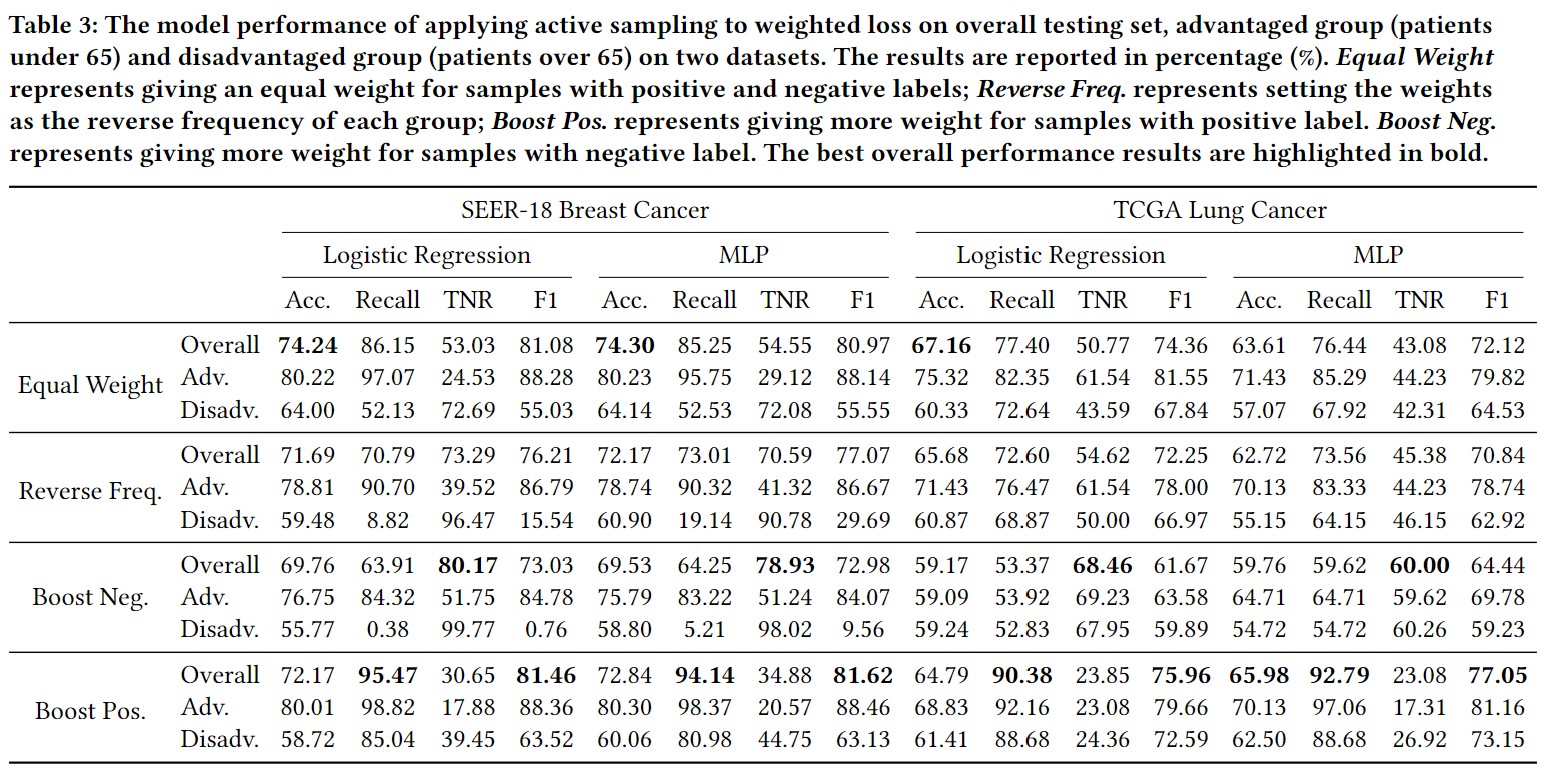 Table 3: The model performance of applying active sampling to weighted loss on overall testing set, advantaged group (patients
under 65) and disadvantaged group (patients over 65) on two datasets. The results are reported in percentage (%). Equal Weight
represents giving an equal weight for samples with positive and negative labels; Reverse Freq. represents setting the weights
as the reverse frequency of each group; Boost Pos. represents giving more weight for samples with positive label. Boost Neg.
represents giving more weight for samples with negative label. The best overall performance results are highlighted in bold.
SEER-18 Breast Cancer TCGA Lung Cancer
Logistic Regression MLP Logistic Regression MLP
Acc. Recall TNR F1 Acc. Recall TNR F1 Acc. Recall TNR F1 Acc. Recall TNR F1
Overall 74.24 86.15 53.03 81.08 74.30 85.25 54.55 80.97 67.16 77.40 50.77 74.36 63.61 76.44 43.08 72.12
Equal Weight Adv. 80.22 97.07 24.53 88.28 80.23 95.75 29.12 88.14 75.32 82.35 61.54 81.55 71.43 85.29 44.23 79.82
Disadv. 64.00 52.13 72.69 55.03 64.14 52.53 72.08 55.55 60.33 72.64 43.59 67.84 57.07 67.92 42.31 64.53
Overall 71.69 70.79 73.29 76.21 72.17 73.01 70.59 77.07 65.68 72.60 54.62 72.25 62.72 73.56 45.38 70.84
Reverse Freq. Adv. 78.81 90.70 39.52 86.79 78.74 90.32 41.32 86.67 71.43 76.47 61.54 78.00 70.13 83.33 44.23 78.74
Disadv. 59.48 8.82 96.47 15.54 60.90 19.14 90.78 29.69 60.87 68.87 50.00 66.97 55.15 64.15 46.15 62.92
Overall 69.76 63.91 80.17 73.03 69.53 64.25 78.93 72.98 59.17 53.37 68.46 61.67 59.76 59.62 60.00 64.44
Boost Neg. Adv. 76.75 84.32 51.75 84.78 75.79 83.22 51.24 84.07 59.09 53.92 69.23 63.58 64.71 64.71 59.62 69.78
Disadv. 55.77 0.38 99.77 0.76 58.80 5.21 98.02 9.56 59.24 52.83 67.95 59.89 54.72 54.72 60.26 59.23
Overall 72.17 95.47 30.65 81.46 72.84 94.14 34.88 81.62 64.79 90.38 23.85 75.96 65.98 92.79 23.08 77.05
Boost Pos. Adv. 80.01 98.82 17.88 88.36 80.30 98.37 20.57 88.46 68.83 92.16 23.08 79.66 70.13 97.06 17.31 81.16
Disadv. 58.72 85.04 39.45 63.52 60.06 80.98 44.75 63.13 61.41 88.68 24.36 72.59 62.50 88.68 26.92 73.15